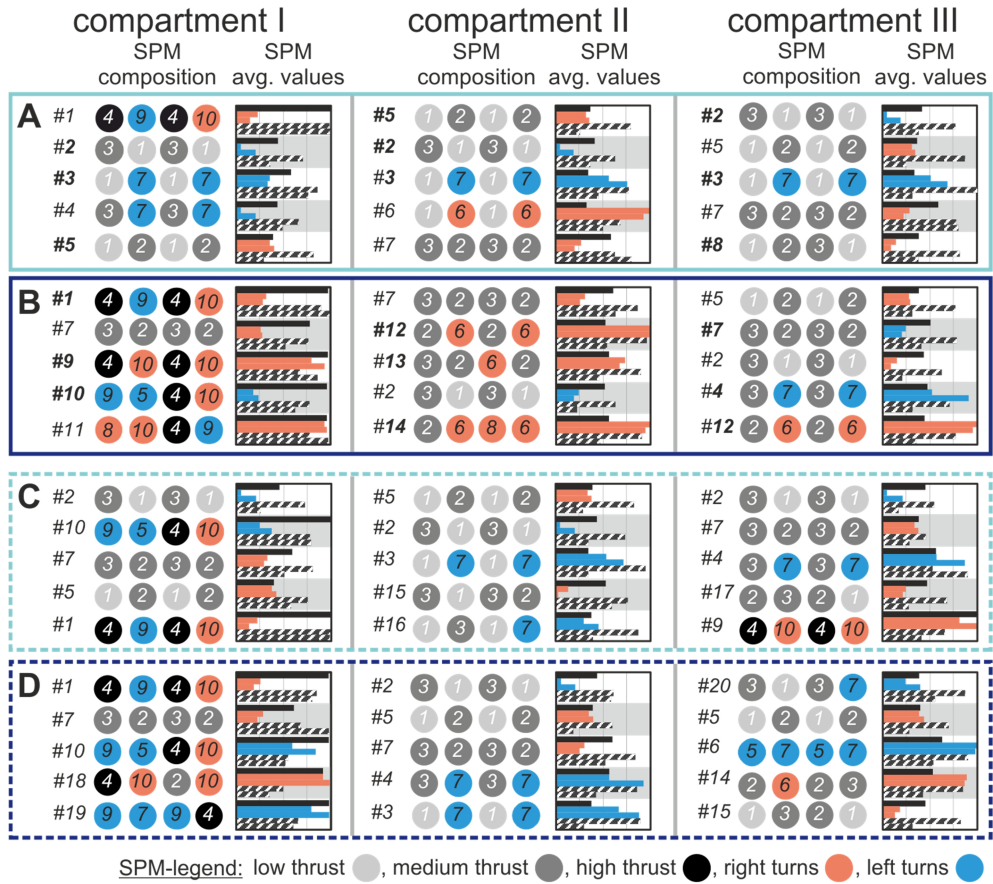 compartment I compartment II compartment III
SPM SPM SPM SPM SPM SPM
composition avg. values composition avg. values composition avg. values
A #1 4 9 4 10 #5 1 2 1 2 #2 3 1 3 1
#2 3 1 3 1 #2 3 1 3 1 #5 1 2 1 2
#3 1 7 1 7 #3 1 7 1 7 #3 1 7 1 7
#4 3 7 3 7 #6 1 6 1 6 #7 3 2 3 2
#5 1 2 1 2 #7 3 2 3 2 #8 1 2 3 1
B #1 4 9 4 10 #7 3 2 3 2 #5 1 2 1 2
#7 3 2 3 2 #12 2 6 2 6 #7 3 2 3 2
#9 4 10 4 10 #13 3 2 6 2 #2 3 1 3 1
#10 9 5 4 10 #2 3 1 3 1 #4 3 7 3 7
#11 8 10 4 9 #14 2 6 8 6 #12 2 6 2 6
C #2 3 1 3 1 #5 1 2 1 2 #2 3 1 3 1
#10 9 5 4 10 #2 3 1 3 1 #7 3 2 3 2
#7 3 2 3 2 #3 1 7 1 7 #4 3 7 3 7
#5 1 2 1 2 #15 3 1 3 2 #17 2 3 2 1
#1 4 9 4 10 #16 1 3 1 7 #9 4 10 4 10
D #1 4 9 4 10 #2 3 1 3 1 #20 3 1 3 7
#7 3 2 3 2 #5 1 2 1 2 #5 1 2 1 2
#10 9 5 4 10 #7 3 2 3 2 #6 5 7 5 7
#18 4 10 2 10 #4 3 7 3 7 #14 2 6 2 3
#19 9 7 9 4 #3 1 7 1 7 #15 1 3 2 1
SPM-legend: low thrust , medium thrust , high thrust , right turns , left turns